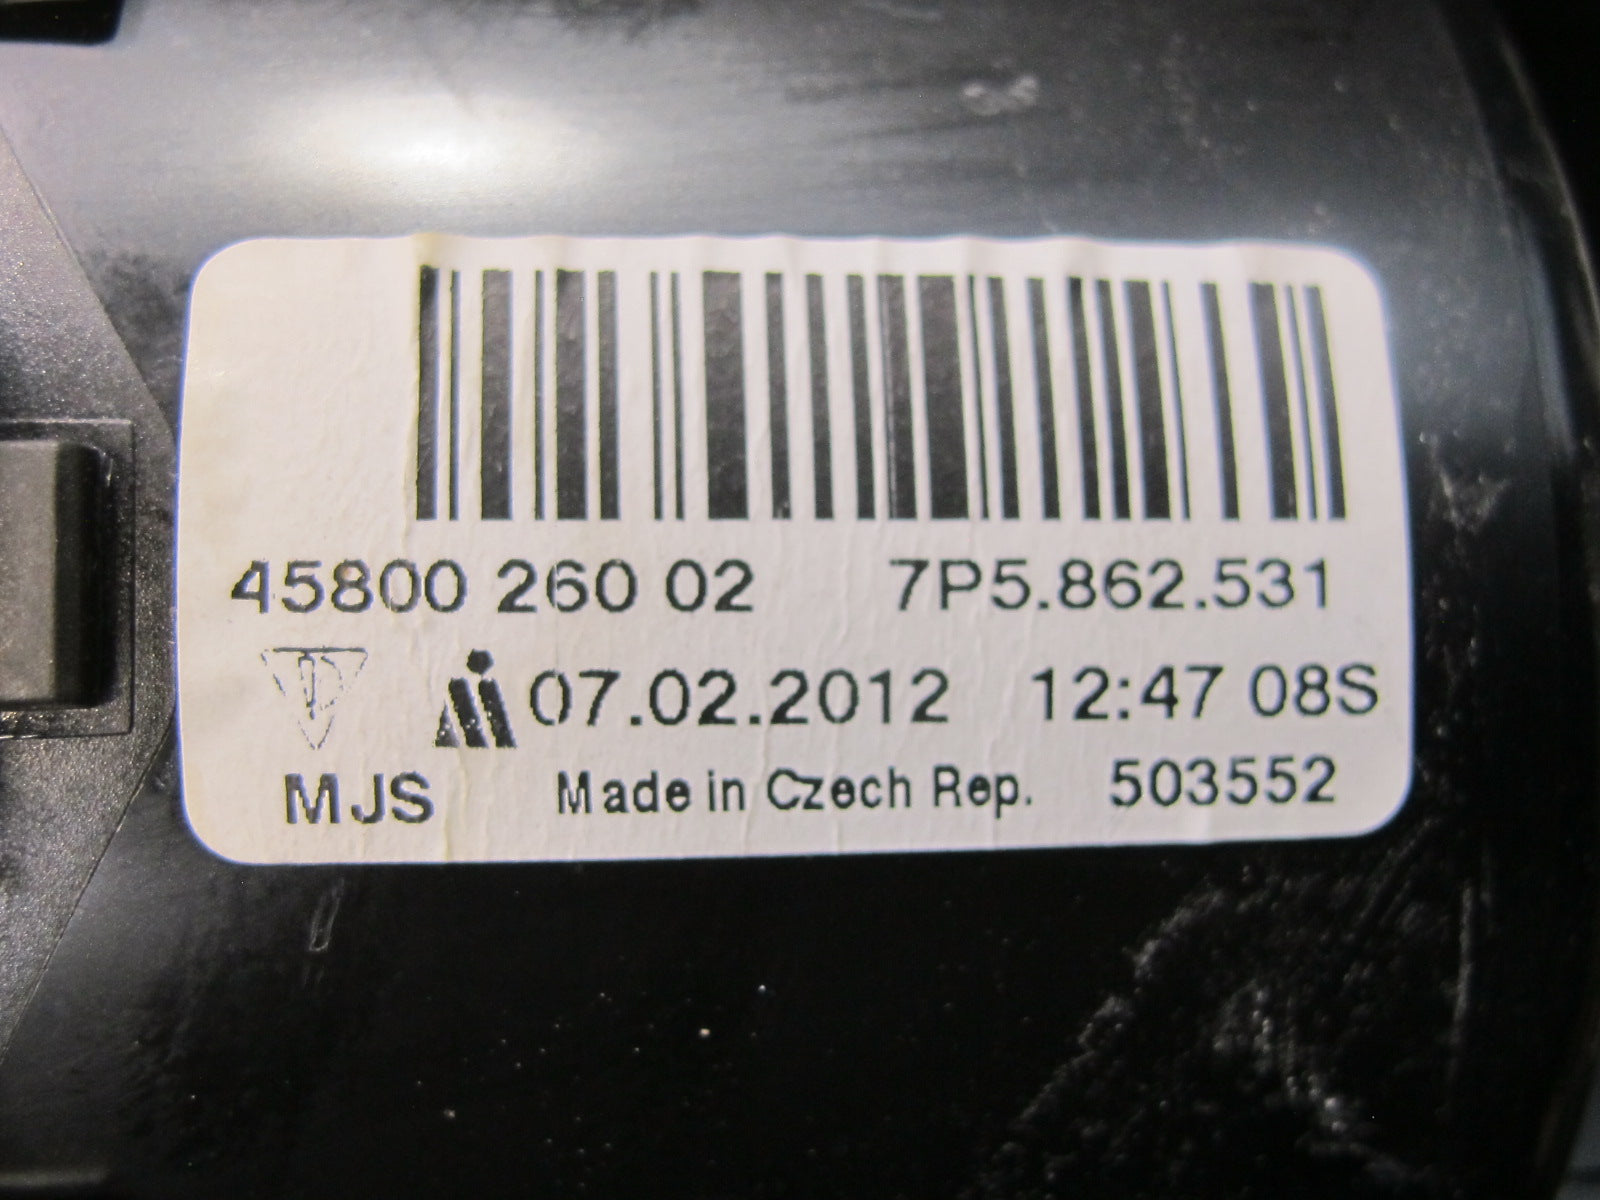 45800 260 02 7P5.862.531
07.02.2012 12:47 08S
MJS Made in Czech Rep. 503552